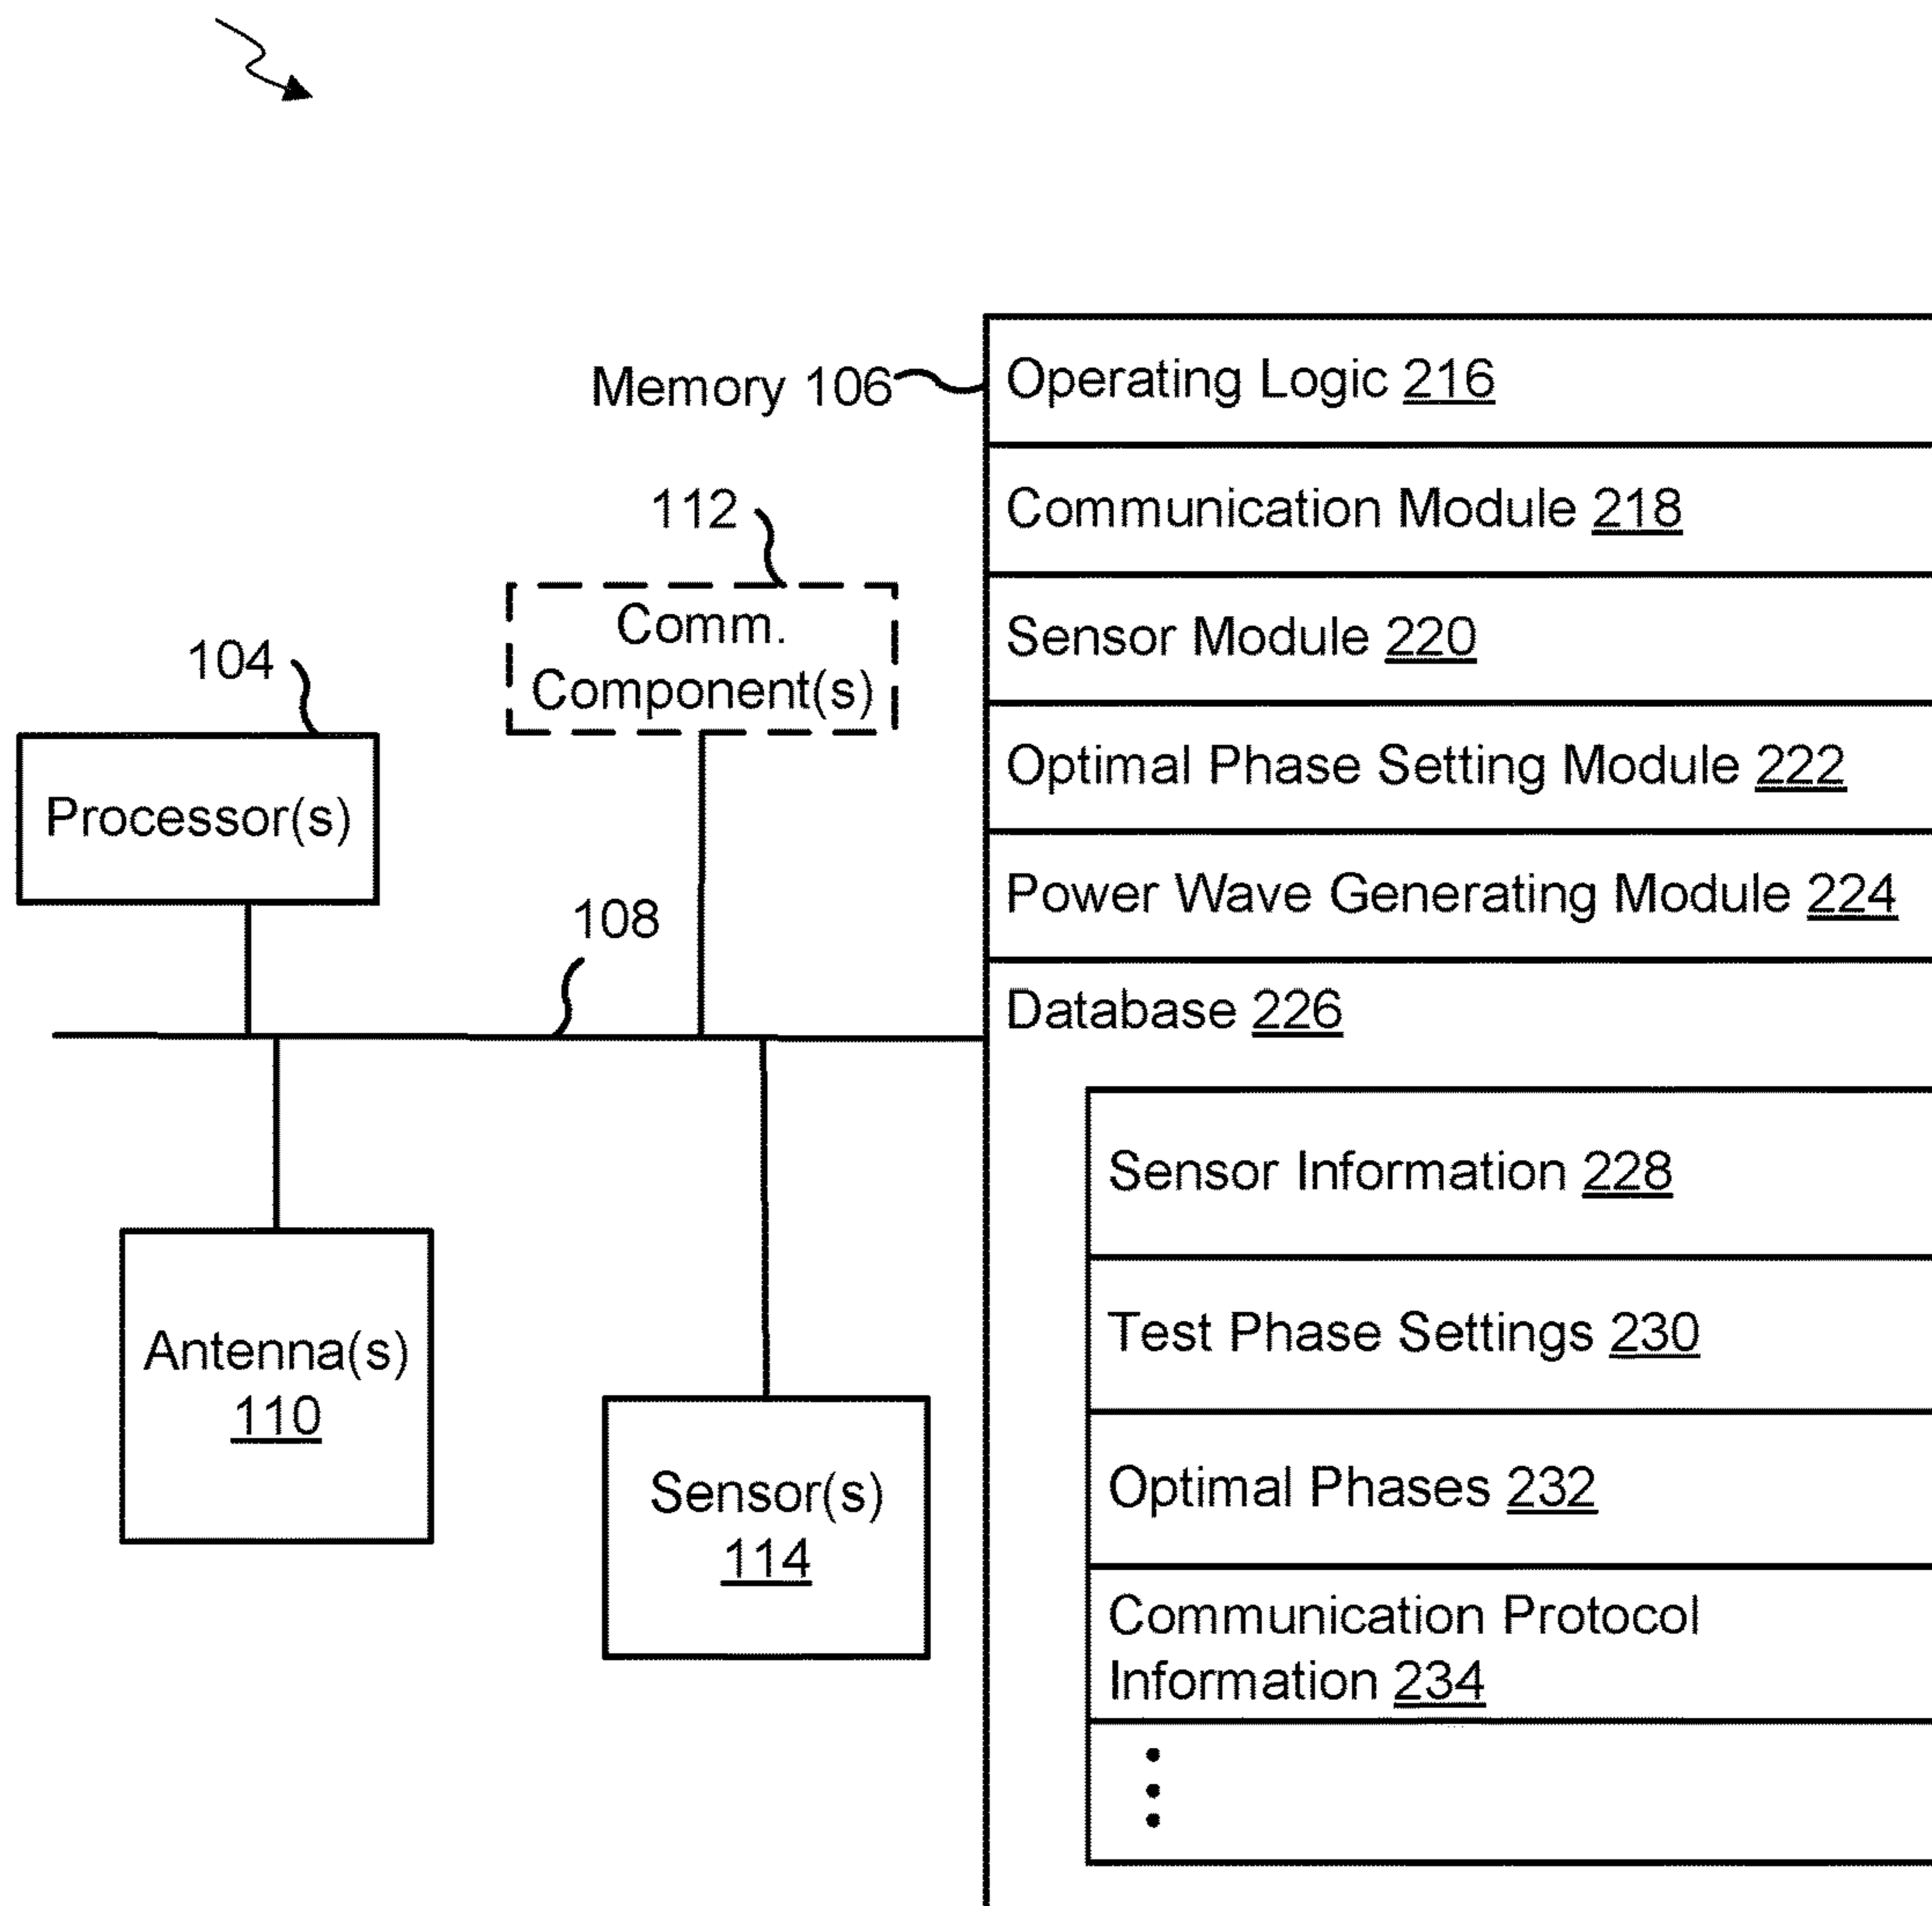 Memory 106
112
Comm.
Component(s)
104
Processor(s)
108
Antenna(s)
110
Sensor(s)
114
Operating Logic 216
Communication Module 218
Sensor Module 220
Optimal Phase Setting Module 222
Power Wave Generating Module 224
Database 226
Sensor Information 228
Test Phase Settings 230
Optimal Phases 232
Communication Protocol
Information 234